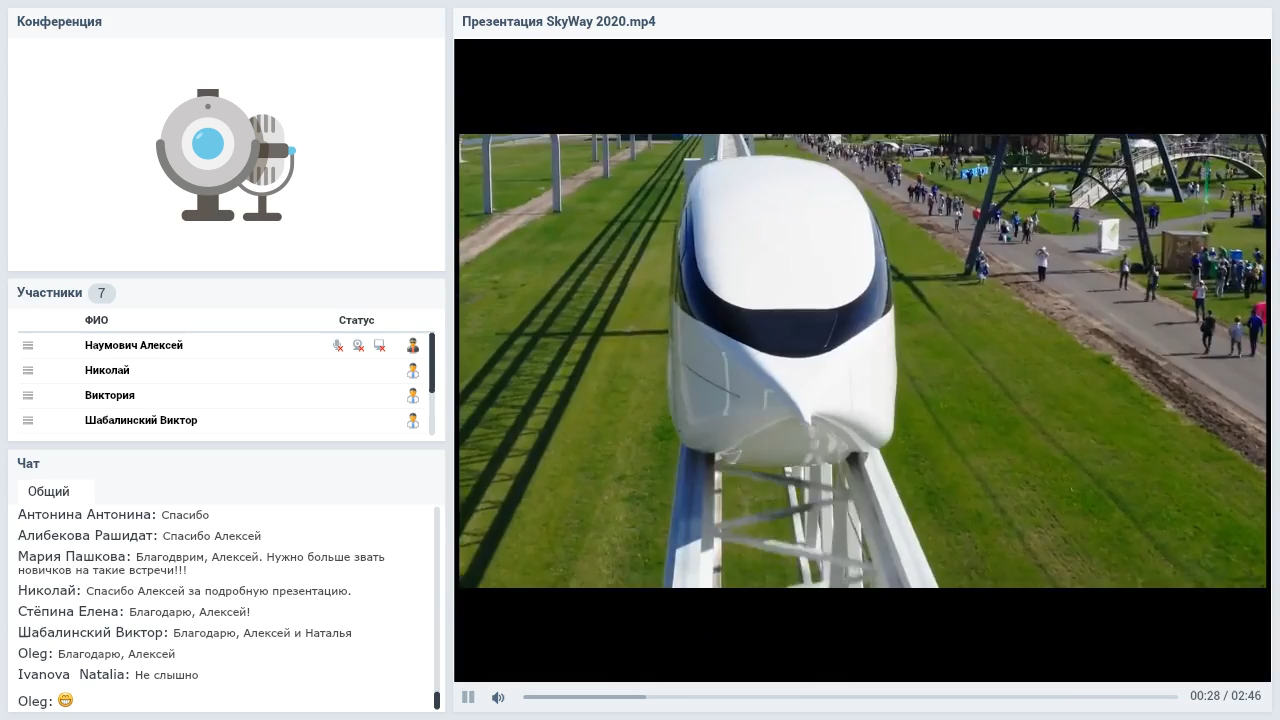 Конференция
Презентация SkyWay 2020.mp4
Участники 7
ФИО Статус
Наумович Алексей
Николай
Виктория
Шабалинский Виктор
Чат
Общий
Антонина Антонина: Спасибо
Алибекова Рашидат: Спасибо Алексей
Мария Пашкова: Благодврим, Алексей. Нужно больше звать
новичков на такие встречи!!!
Николай: Спасибо Алексей за подробную презентацию.
Стёпина Елена: Благодарю, Алексей!
Шабалинский Виктор: Благодарю, Алексей и Наталья
Oleg: Благодарю, Алексей
Ivanova Natalia: Не слышно
Oleg: 😁
00:28 / 02:46